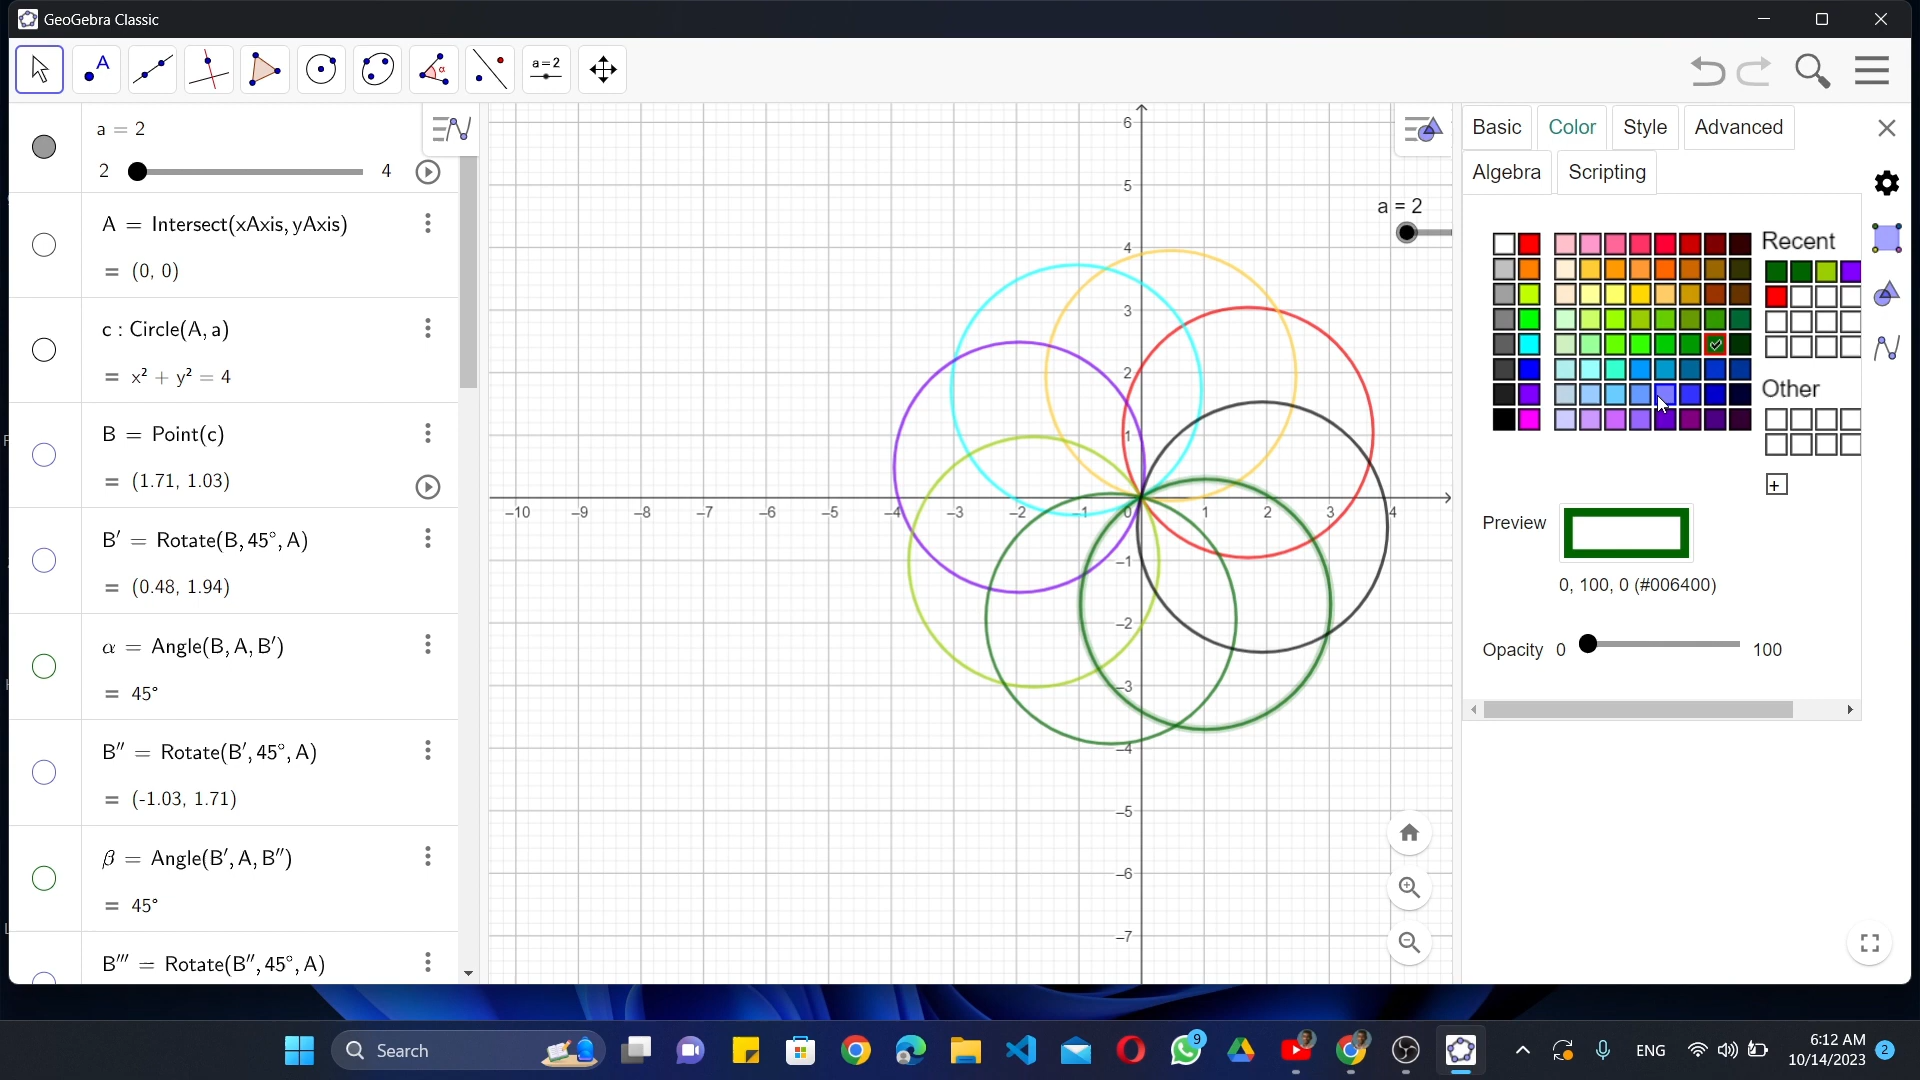 GeoGebra Classic
A
α
a=2
a = 2
2
4
A = Intersect(xAxis, yAxis)
= (0, 0)
c : Circle(A, a)
= x² + y² = 4
B = Point(c)
= (1.71, 1.03)
B′ = Rotate(B, 45°, A)
= (0.48, 1.94)
α = Angle(B, A, B′)
= 45°
B″ = Rotate(B′, 45°, A)
= (-1.03, 1.71)
β = Angle(B′, A, B″)
= 45°
B‴ = Rotate(B″, 45°, A)
6
5
4
3
2
1
–10 –9 –8 –7 –6 –5 –4 –3 –2 –1 0 1 2 3 4
–1
–2
–3
–4
–5
–6
–7
a = 2
Basic Color Style Advanced
Algebra Scripting
Recent
Other
+
Preview
0, 100, 0 (#006400)
Opacity 0 100
Search
9
ENG
6:12 AM
10/14/2023
2